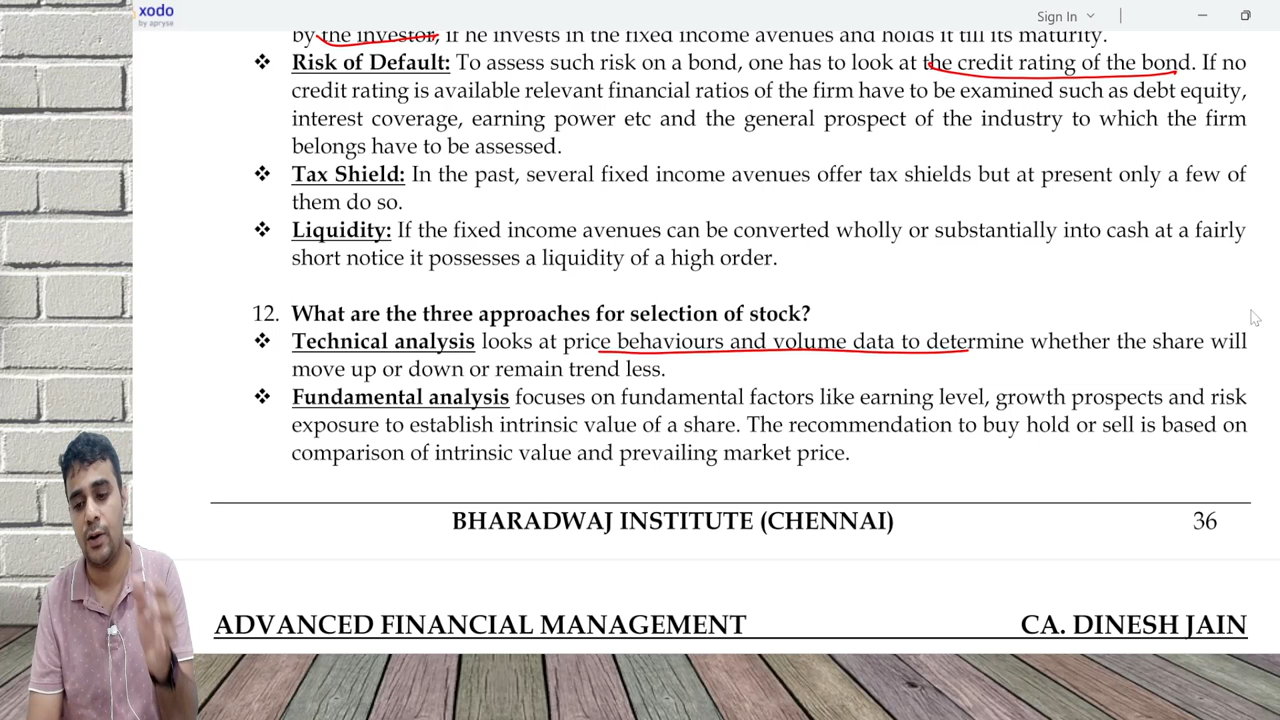 xodo
by apryse
Sign In
by the investor, if he invests in the fixed income avenues and holds it till its maturity.
❖ Risk of Default: To assess such risk on a bond, one has to look at the credit rating of the bond. If no
credit rating is available relevant financial ratios of the firm have to be examined such as debt equity,
interest coverage, earning power etc and the general prospect of the industry to which the firm
belongs have to be assessed.
❖ Tax Shield: In the past, several fixed income avenues offer tax shields but at present only a few of
them do so.
❖ Liquidity: If the fixed income avenues can be converted wholly or substantially into cash at a fairly
short notice it possesses a liquidity of a high order.
12. What are the three approaches for selection of stock?
❖ Technical analysis looks at price behaviours and volume data to determine whether the share will
move up or down or remain trend less.
❖ Fundamental analysis focuses on fundamental factors like earning level, growth prospects and risk
exposure to establish intrinsic value of a share. The recommendation to buy hold or sell is based on
comparison of intrinsic value and prevailing market price.
BHARADWAJ INSTITUTE (CHENNAI) 36
ADVANCED FINANCIAL MANAGEMENT CA. DINESH JAIN